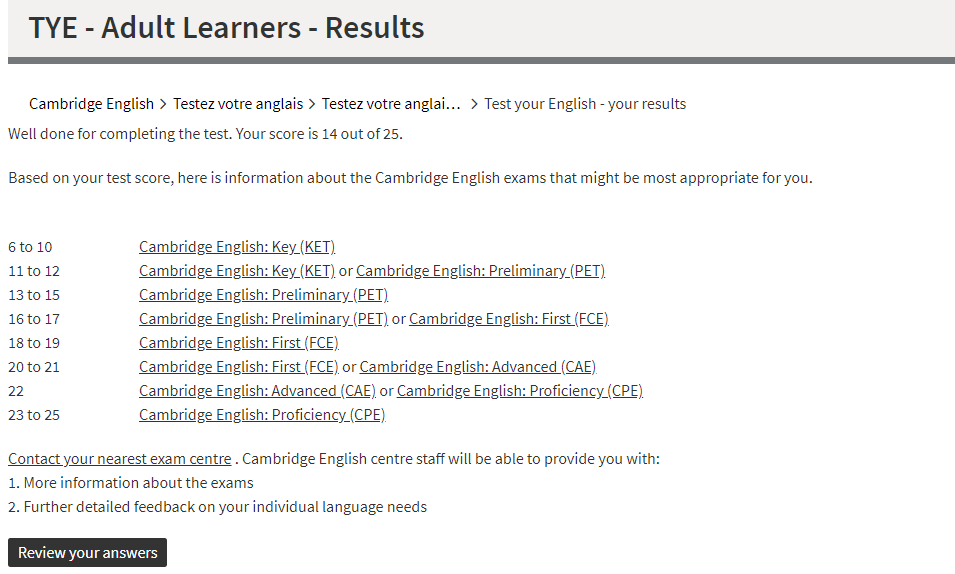 TYE - Adult Learners - Results
Cambridge English > Testez votre anglais > Testez votre anglai... > Test your English - your results
Well done for completing the test. Your score is 14 out of 25.
Based on your test score, here is information about the Cambridge English exams that might be most appropriate for you.
6 to 10 Cambridge English: Key (KET)
11 to 12 Cambridge English: Key (KET) or Cambridge English: Preliminary (PET)
13 to 15 Cambridge English: Preliminary (PET)
16 to 17 Cambridge English: Preliminary (PET) or Cambridge English: First (FCE)
18 to 19 Cambridge English: First (FCE)
20 to 21 Cambridge English: First (FCE) or Cambridge English: Advanced (CAE)
22 Cambridge English: Advanced (CAE) or Cambridge English: Proficiency (CPE)
23 to 25 Cambridge English: Proficiency (CPE)
Contact your nearest exam centre . Cambridge English centre staff will be able to provide you with:
1. More information about the exams
2. Further detailed feedback on your individual language needs
Review your answers